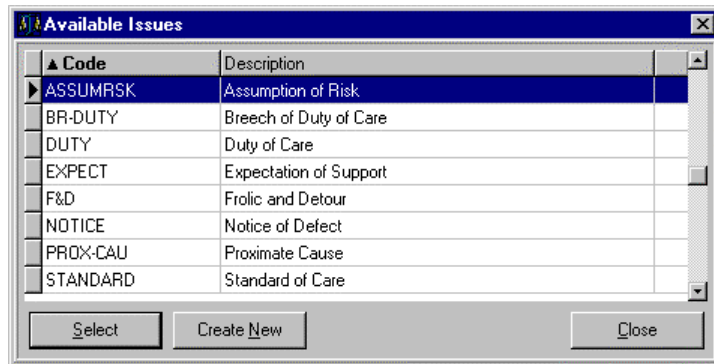 Available Issues
▲ Code Description
ASSUMRSK Assumption of Risk
BR-DUTY Breech of Duty of Care
DUTY Duty of Care
EXPECT Expectation of Support
F&D Frolic and Detour
NOTICE Notice of Defect
PROX-CAU Proximate Cause
STANDARD Standard of Care
Select Create New Close